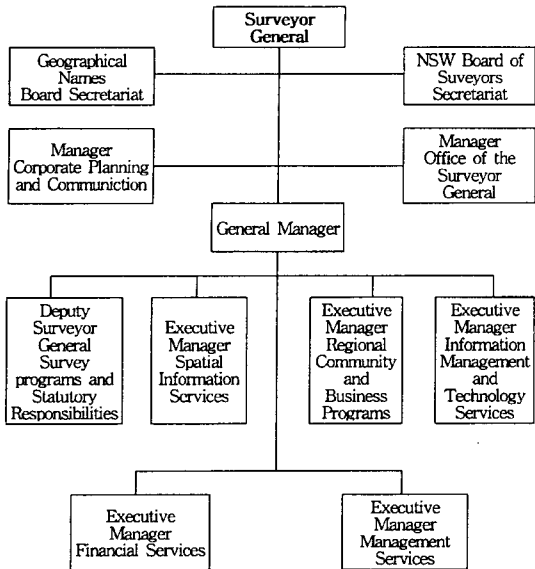 Surveyor
General
Geographical
Names
Board Secretariat
NSW Board of
Suveyors
Secretariat
Manager
Corporate Planning
and Communiction
Manager
Office of the
Surveyor
General
General Manager
Deputy
Surveyor
General
Survey
programs and
Statutory
Responsibilities
Executive
Manager
Spatial
Information
Services
Executive
Manager
Regional
Community
and
Business
Programs
Executive
Manager
Information
Management
and
Technology
Services
Executive
Manager
Financial Services
Executive
Manager
Management
Services